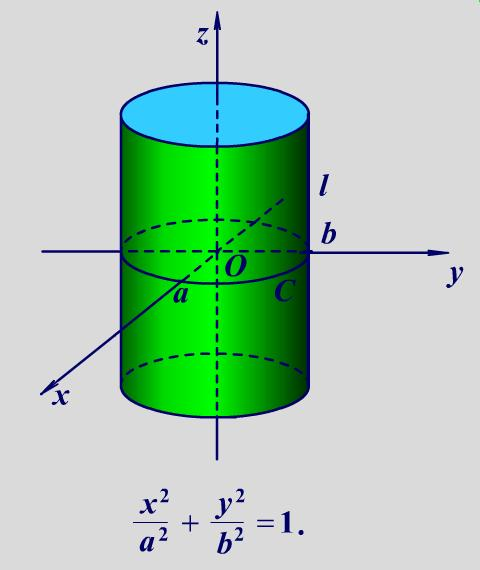 z
l
b
O
y
a
C
x
x²/a² + y²/b² = 1.